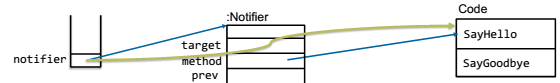 :Notifier
Code
target
SayHello
notifier
method
SayGoodbye
prev